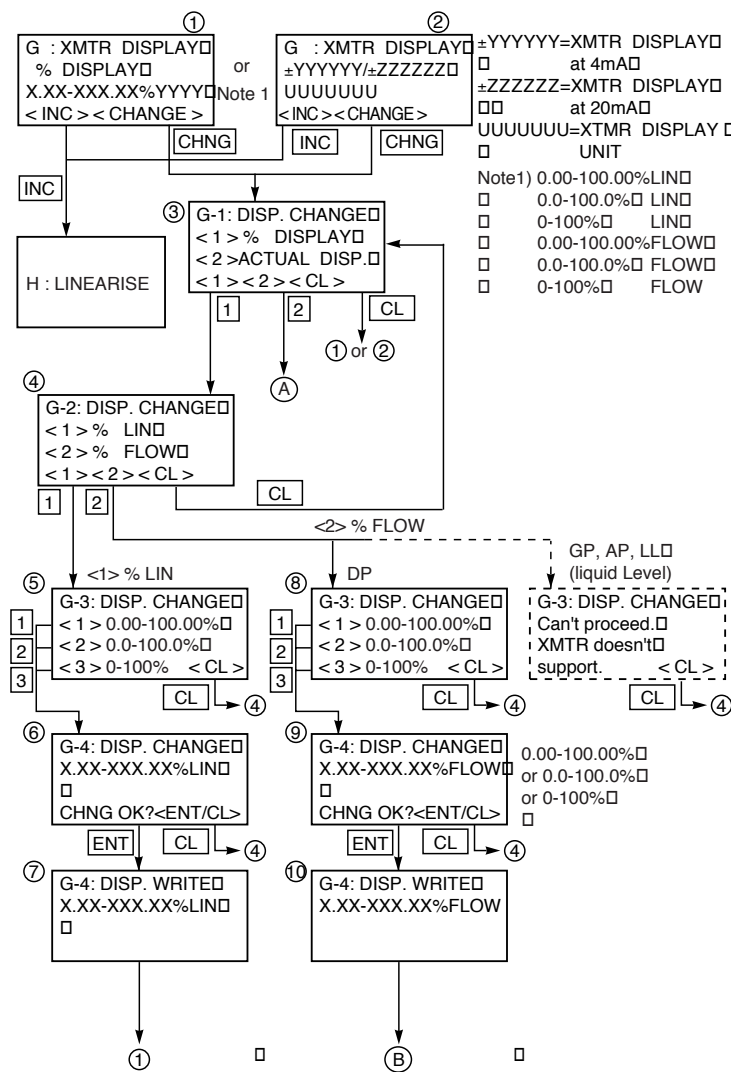 ①
G : XMTR DISPLAY
% DISPLAY
X.XX-XXX.XX%YYYY
< INC > < CHANGE >
or
Note 1
②
G : XMTR DISPLAY
±YYYYYY/±ZZZZZZ
UUUUUUU
< INC > < CHANGE >
±YYYYYY=XMTR DISPLAY
at 4mA
±ZZZZZZ=XMTR DISPLAY
at 20mA
UUUUUUU=XTMR DISPLAY
UNIT
Note1) 0.00-100.00%LIN
0.0-100.0% LIN
0-100% LIN
0.00-100.00%FLOW
0.0-100.0% FLOW
0-100% FLOW
CHNG
INC
CHNG
INC
H : LINEARISE
③
G-1: DISP. CHANGE
< 1 > % DISPLAY
< 2 >ACTUAL DISP.
< 1 > < 2 > < CL >
1
2
CL
① or ②
A
④
G-2: DISP. CHANGE
< 1 > % LIN
< 2 > % FLOW
< 1 > < 2 > < CL >
1
2
CL
<2> % FLOW
<1> % LIN
DP
GP, AP, LL
(liquid Level)
⑤
G-3: DISP. CHANGE
< 1 > 0.00-100.00%
< 2 > 0.0-100.0%
< 3 > 0-100% < CL >
1
2
3
CL
④
⑧
G-3: DISP. CHANGE
< 1 > 0.00-100.00%
< 2 > 0.0-100.0%
< 3 > 0-100% < CL >
1
2
3
CL
④
G-3: DISP. CHANGE
Can't proceed.
XMTR doesn't
support. < CL >
CL
④
⑥
G-4: DISP. CHANGE
X.XX-XXX.XX%LIN
CHNG OK?<ENT/CL>
ENT
CL
④
⑨
G-4: DISP. CHANGE
X.XX-XXX.XX%FLOW
CHNG OK?<ENT/CL>
0.00-100.00%
or 0.0-100.0%
or 0-100%
ENT
CL
④
⑦
G-4: DISP. WRITE
X.XX-XXX.XX%LIN
⑩
G-4: DISP. WRITE
X.XX-XXX.XX%FLOW
①
B